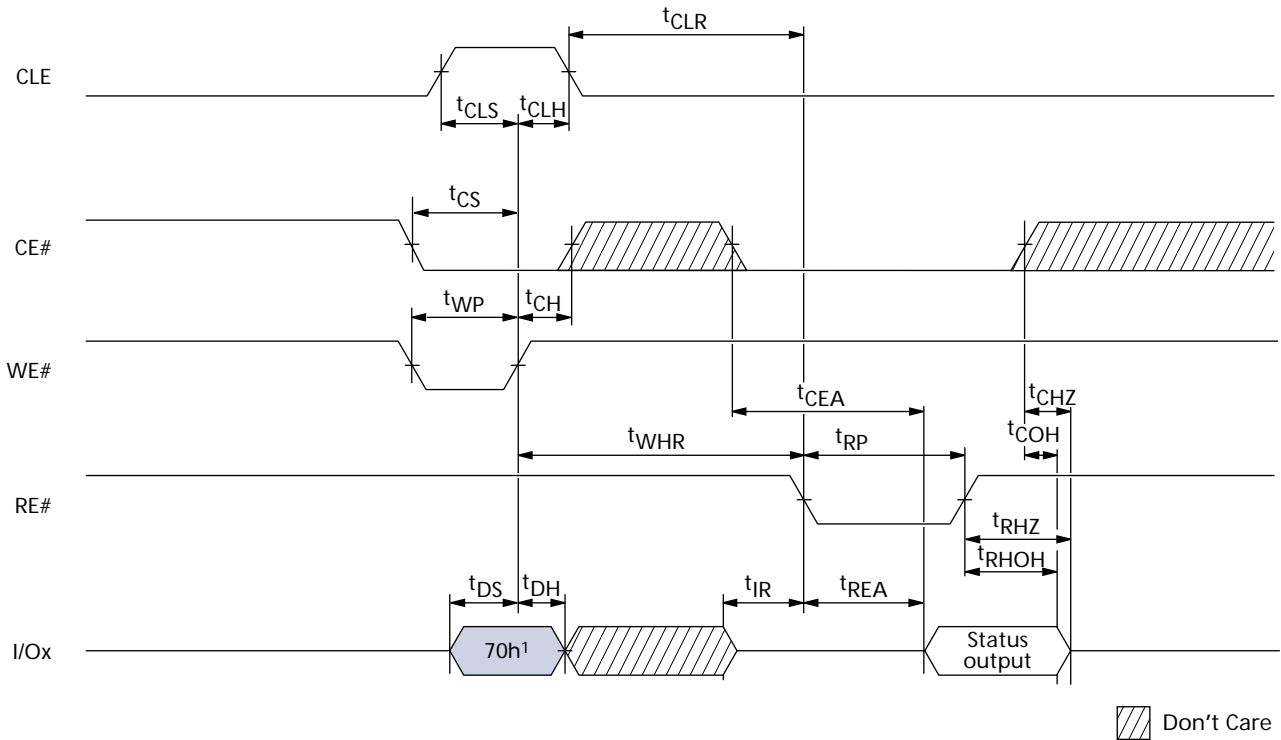 tCLR
CLE
tCLS tCLH
tCS
CE#
tWP tCH
WE#
tCEA tCHZ
tCOH
tWHR tRP
RE#
tRHZ
tRHOH
tDS tDH tIR tREA
I/Ox 70h1 Status
output
Don't Care